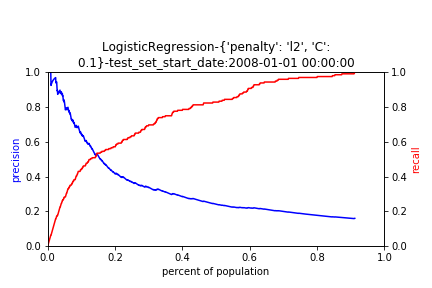 LogisticRegression-{'penalty': 'l2', 'C':
0.1}-test_set_start_date:2008-01-01 00:00:00
1.0
0.8
0.6
0.4
0.2
0.0
precision
1.0
0.8
0.6
0.4
0.2
0.0
recall
0.0 0.2 0.4 0.6 0.8 1.0
percent of population